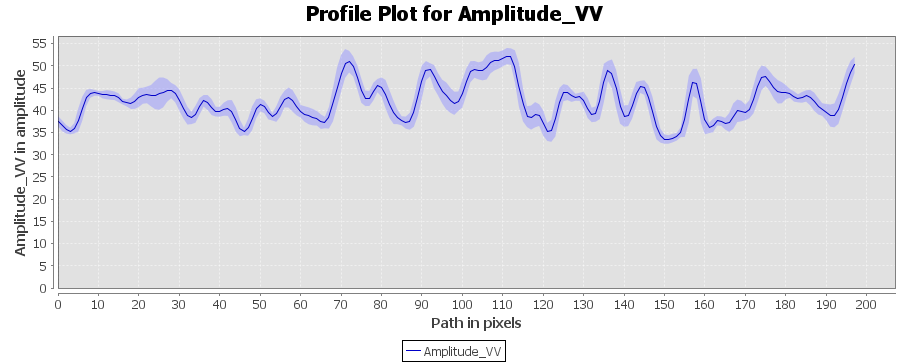 Profile Plot for Amplitude_VV
Amplitude_VV in amplitude
55
50
45
40
35
30
25
20
15
10
5
0
0 10 20 30 40 50 60 70 80 90 100 110 120 130 140 150 160 170 180 190 200
Path in pixels
Amplitude_VV